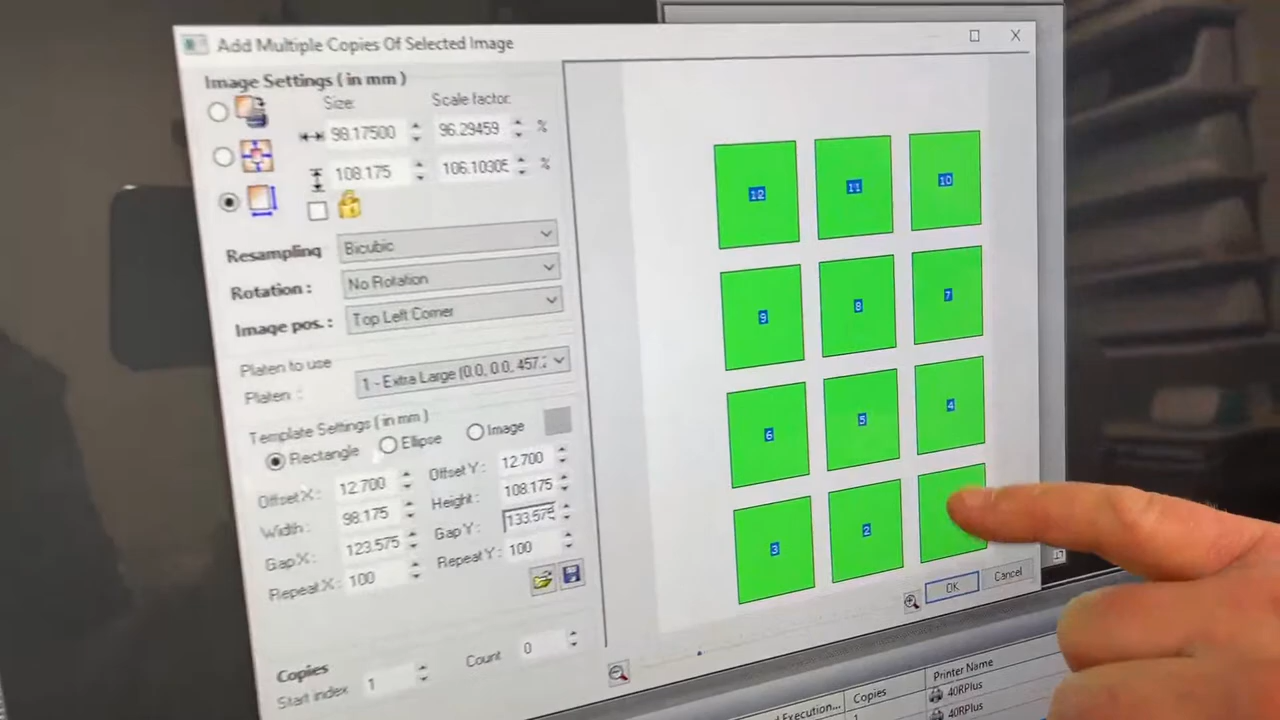 Add Multiple Copies Of Selected Image
Image Settings ( in mm )
Size:
Scale factor:
98.17500
96.29459
%
108.175
106.10305
%
Resampling
Bicubic
Rotation :
No Rotation
Image pos. :
Top Left Corner
Platen to use
Platen :
1 - Extra Large (0.0, 0.0, 457.2
Template Settings ( in mm )
Rectangle
Ellipse
Image
Offset X :
12.700
Offset Y :
12.700
Width :
98.175
Height :
108.175
Gap X :
123.575
Gap Y :
133.575
Repeat X :
100
Repeat Y :
100
Copies
Start index
1
Count
0
12
11
10
9
8
7
6
5
4
3
2
OK
Cancel
Execution...
Copies
Printer Name
1
40RPlus
40RPlus